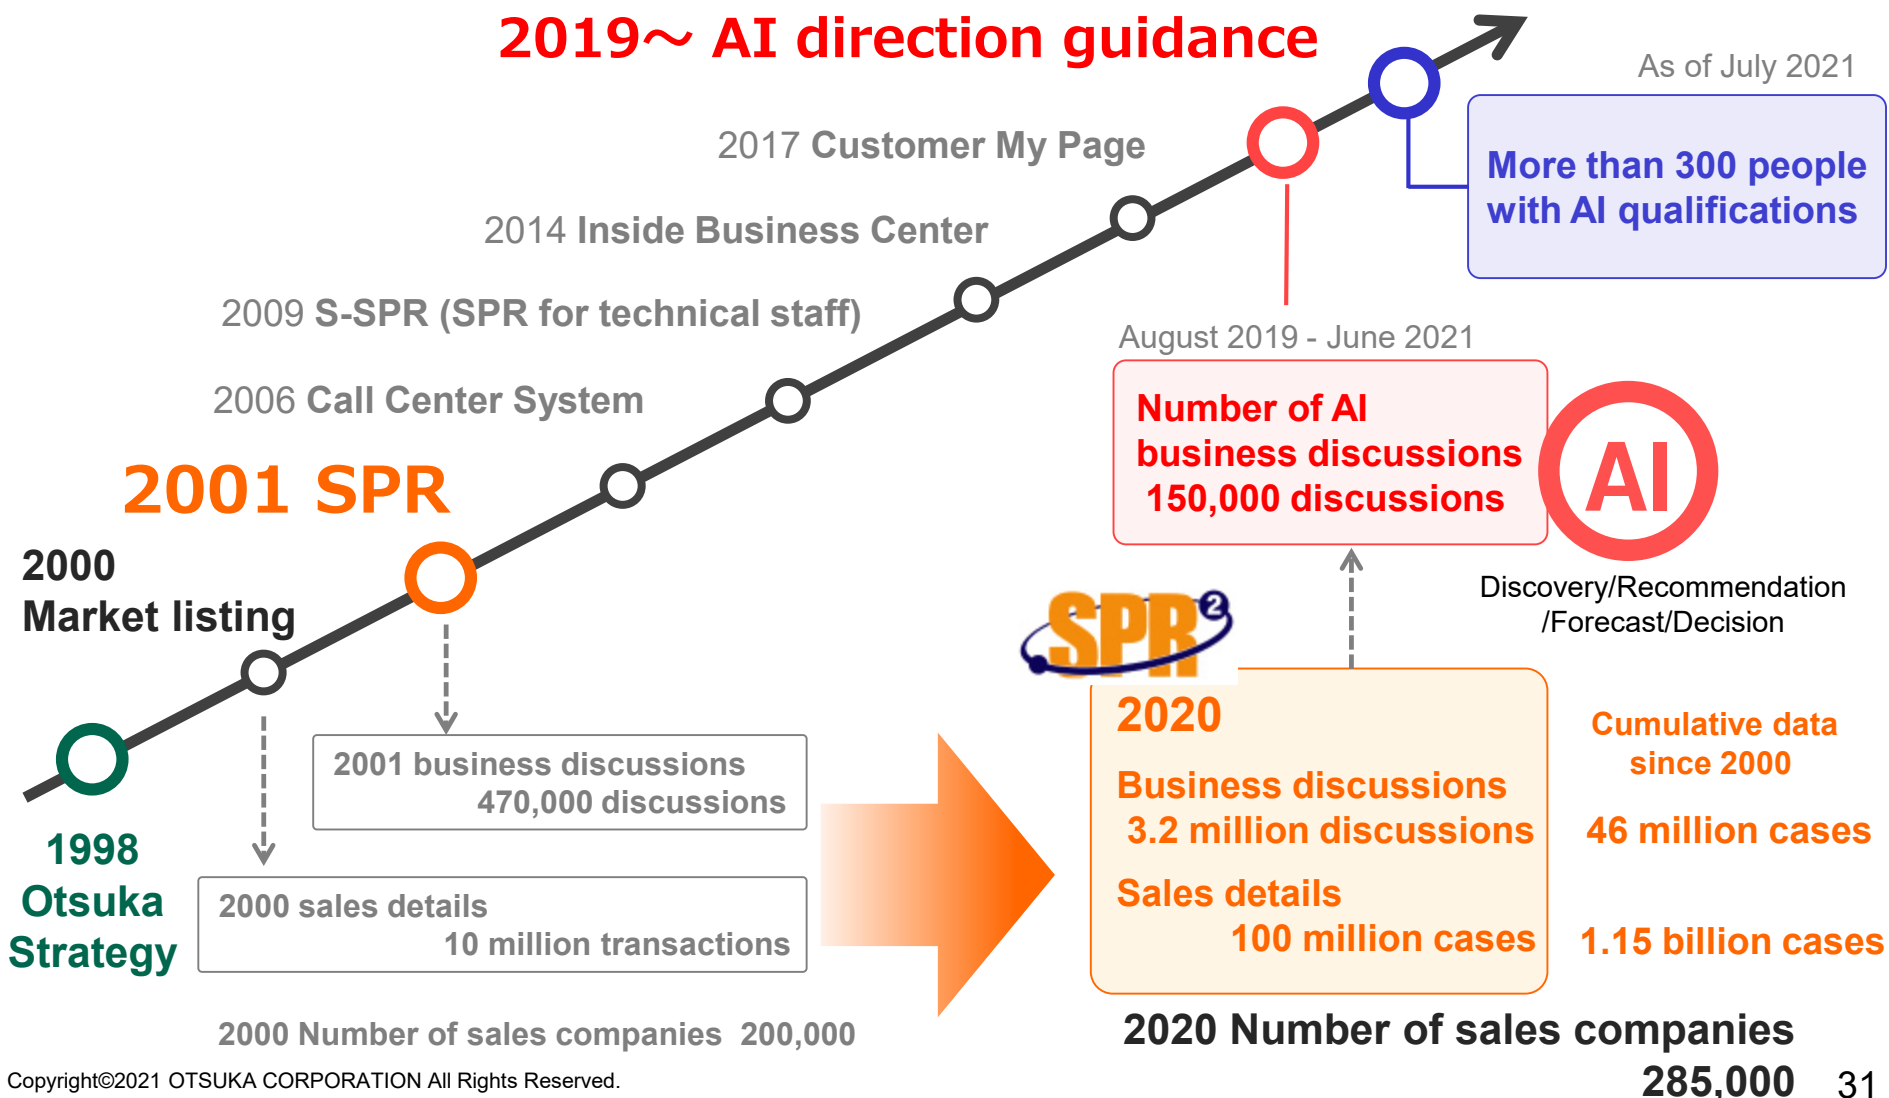 2019～ AI direction guidance
As of July 2021
More than 300 people
with AI qualifications
2017 Customer My Page
2014 Inside Business Center
2009 S-SPR (SPR for technical staff)
2006 Call Center System
2001 SPR
2000
Market listing
1998
Otsuka
Strategy
August 2019 - June 2021
Number of AI
business discussions
150,000 discussions
AI
Discovery/Recommendation
/Forecast/Decision
2001 business discussions
470,000 discussions
2000 sales details
10 million transactions
2000 Number of sales companies 200,000
SPR2
2020
Business discussions
3.2 million discussions
Sales details
100 million cases
Cumulative data
since 2000
46 million cases
1.15 billion cases
2020 Number of sales companies
285,000
Copyright©2021 OTSUKA CORPORATION All Rights Reserved.
31